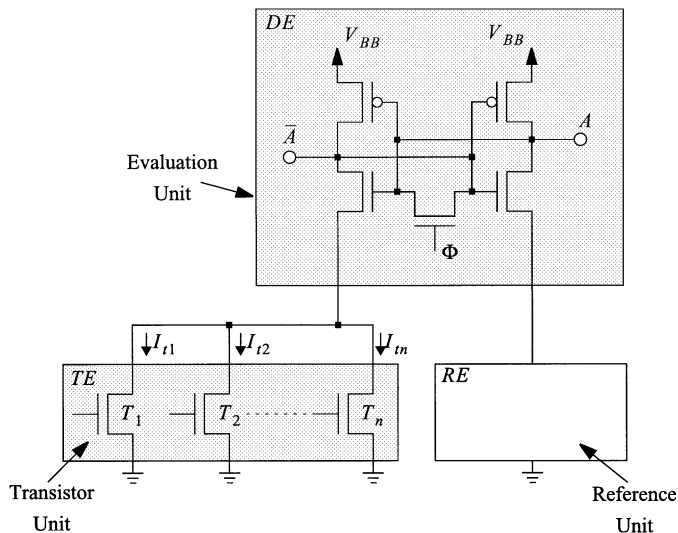 DE
V_BB
V_BB
A̅
A
Evaluation
Unit
Φ
I_t1
I_t2
I_tn
TE
RE
T_1
T_2
T_n
Transistor
Unit
Reference
Unit